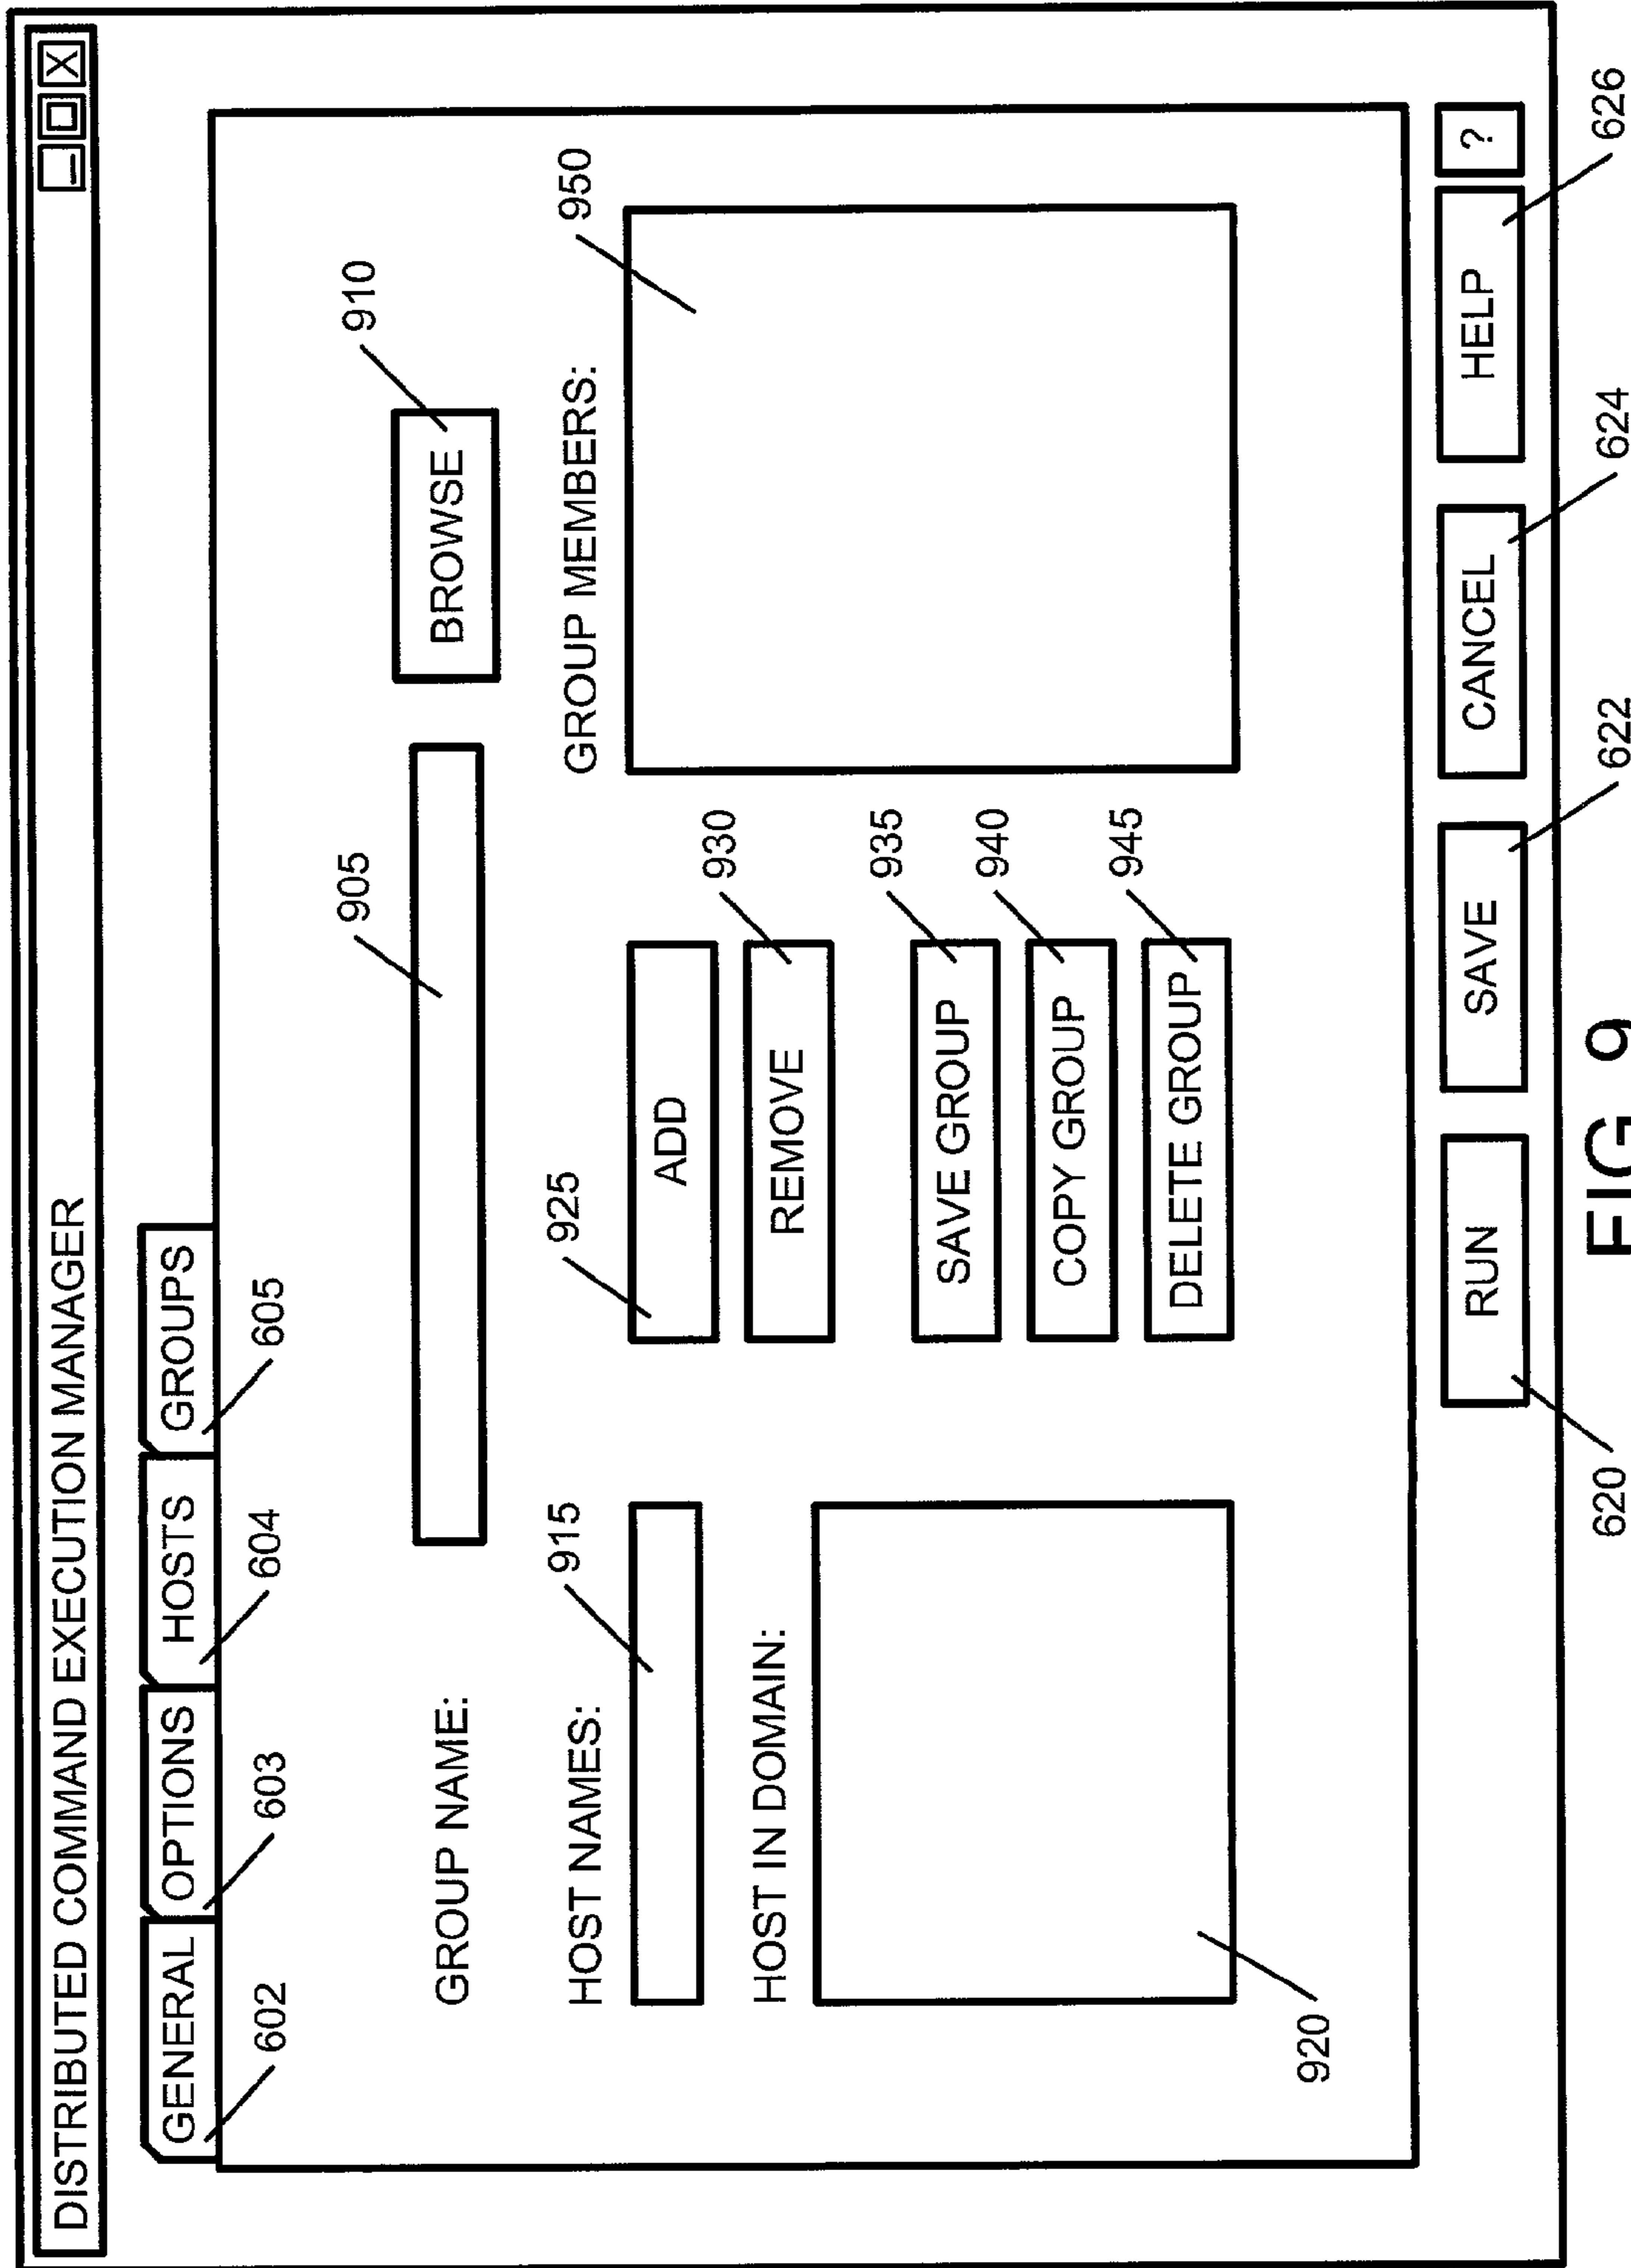 DISTRIBUTED COMMAND EXECUTION MANAGER
_ X
GENERAL OPTIONS HOSTS GROUPS
602 603 604 605
905 910
GROUP NAME: BROWSE
HOST NAMES: 915 925 GROUP MEMBERS: 950
ADD
930
REMOVE
HOST IN DOMAIN:
935
SAVE GROUP
940
COPY GROUP
945
DELETE GROUP
920
RUN SAVE CANCEL HELP ?
620 622 624 626
FIG. 9